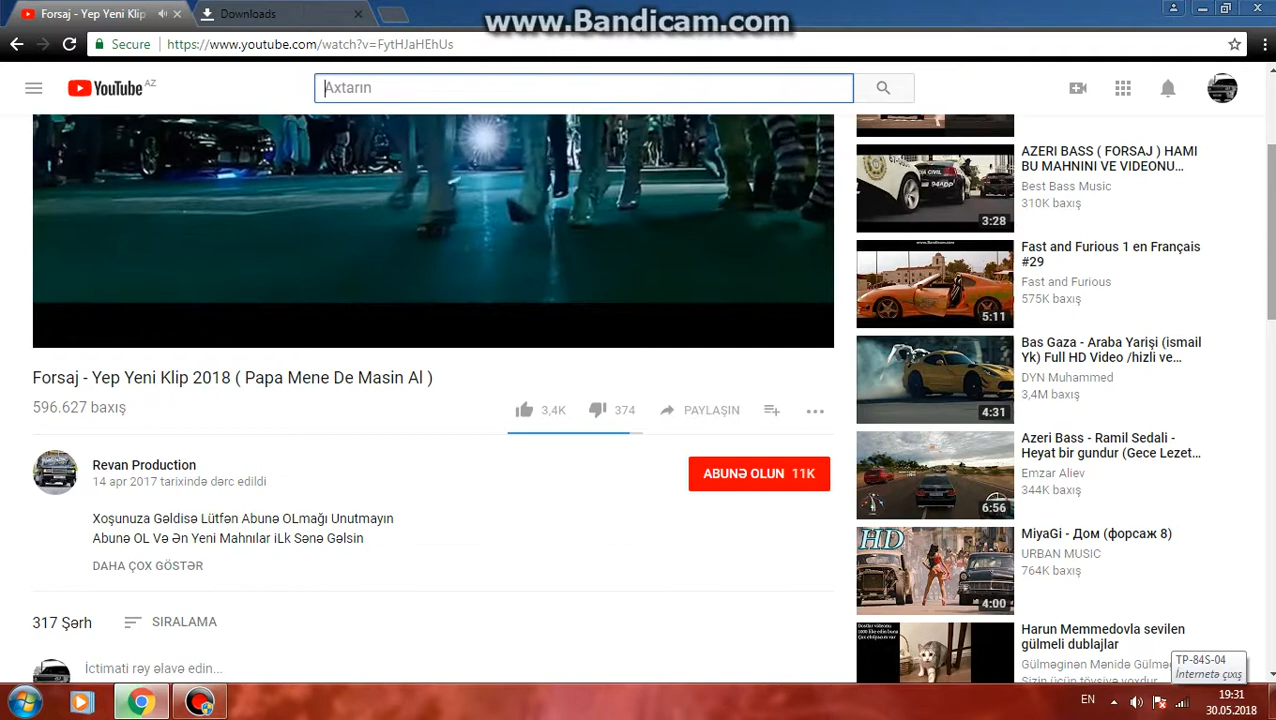 Forsaj - Yep Yeni Klip
Downloads
www.Bandicam.com
Secure
https://www.youtube.com/watch?v=FytHJaHEhUs
YouTube AZ
Axtarın
Forsaj - Yep Yeni Klip 2018 ( Papa Mene De Masin Al )
596.627 baxış
3,4K
374
PAYLAŞIN
Revan Production
14 apr 2017 tarixində dərc edildi
ABUNƏ OLUN 11K
Xoşunuza Gəldisə Lütfən Abunə Olmağı Unutmayın
Abunə OL Və Ən Yeni Mahnılar İLk Sənə Gəlsin
DAHA ÇOX GÖSTƏR
317 Şərh
SIRALAMA
İctimati rəy əlavə edin...
AZERI BASS ( FORSAJ ) HAMI
BU MAHNINI VE VIDEONU...
Best Bass Music
310K baxış
3:28
www.Bandicam.com
Fast and Furious 1 en Français
#29
Fast and Furious
575K baxış
5:11
Bas Gaza - Araba Yarişi (ismail
Yk) Full HD Video /hizli ve...
DYN Muhammed
3,4M baxış
4:31
Azeri Bass - Ramil Sedali -
Heyat bir gundur (Gece Lezet...
Emzar Aliev
344K baxış
6:56
MiyaGi - Дом (форсаж 8)
URBAN MUSIC
764K baxış
HD
4:00
Harun Memmedovla sevilen
gülmeli dublajlar
Gülməginən Mənidə Gülmə
Sizin üçün tövsiyə
TP-84S-04
İnternetə çıxış
EN
19:31
30.05.2018